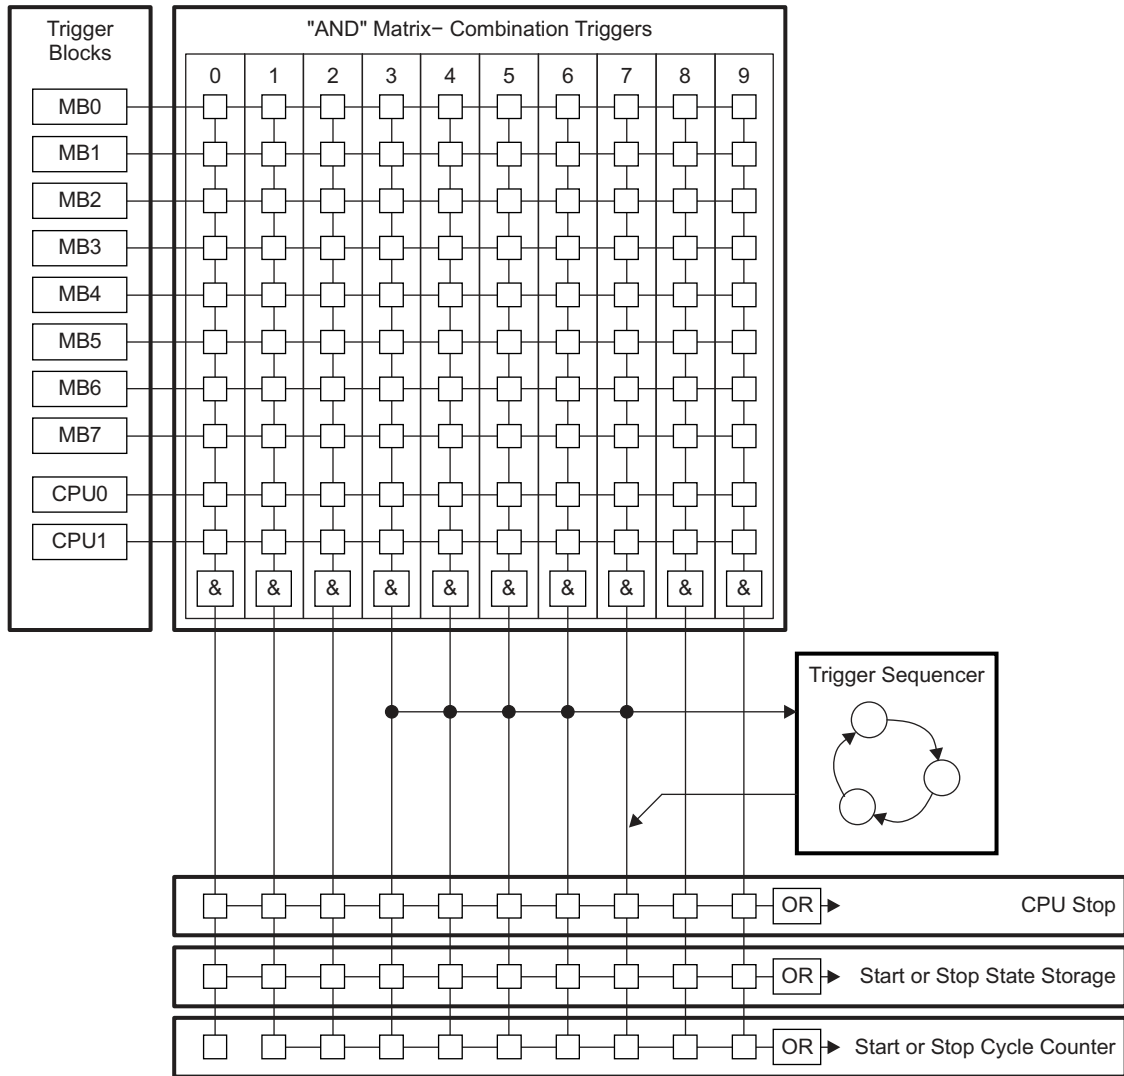 Trigger
Blocks
"AND" Matrix− Combination Triggers
0 1 2 3 4 5 6 7 8 9
MB0
MB1
MB2
MB3
MB4
MB5
MB6
MB7
CPU0
CPU1
& & & & & & & & & &
Trigger Sequencer
OR CPU Stop
OR Start or Stop State Storage
OR Start or Stop Cycle Counter